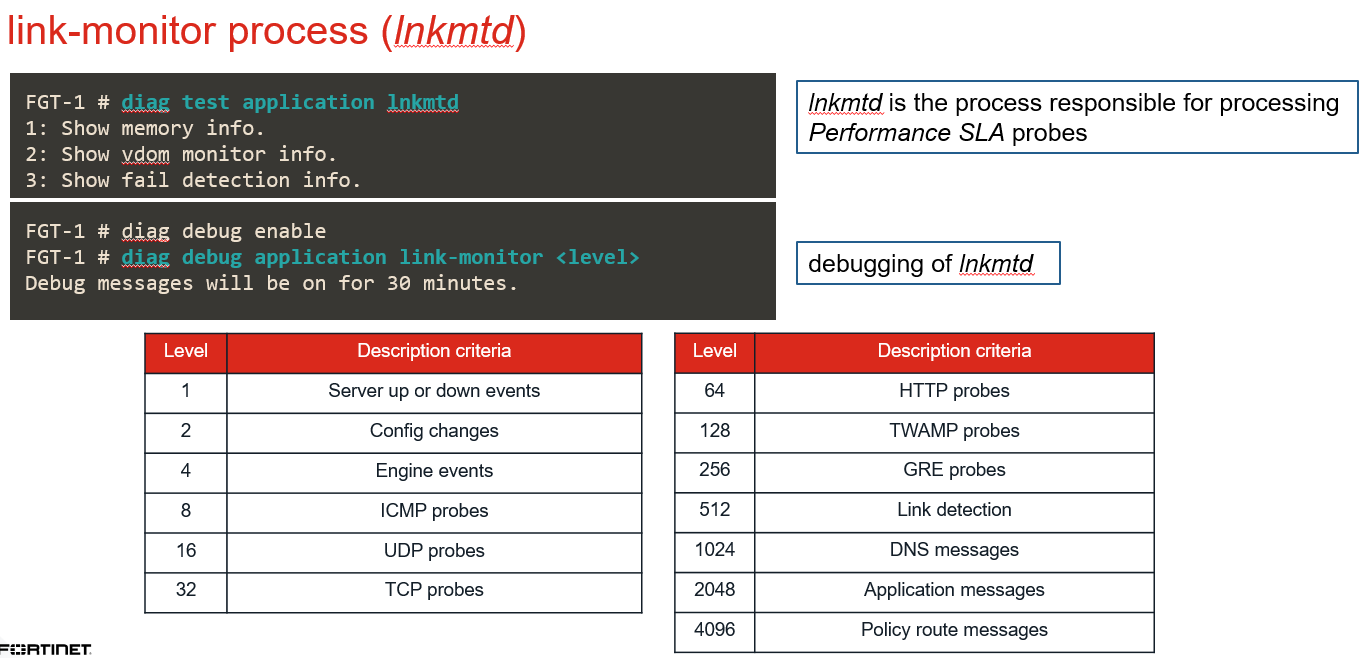 link-monitor process (lnkmtd)
FGT-1 # diag test application lnkmtd
1: Show memory info.
2: Show vdom monitor info.
3: Show fail detection info.
lnkmtd is the process responsible for processing
Performance SLA probes
FGT-1 # diag debug enable
FGT-1 # diag debug application link-monitor <level>
Debug messages will be on for 30 minutes.
debugging of lnkmtd
Level Description criteria
1 Server up or down events
2 Config changes
4 Engine events
8 ICMP probes
16 UDP probes
32 TCP probes
Level Description criteria
64 HTTP probes
128 TWAMP probes
256 GRE probes
512 Link detection
1024 DNS messages
2048 Application messages
4096 Policy route messages
FORTINET